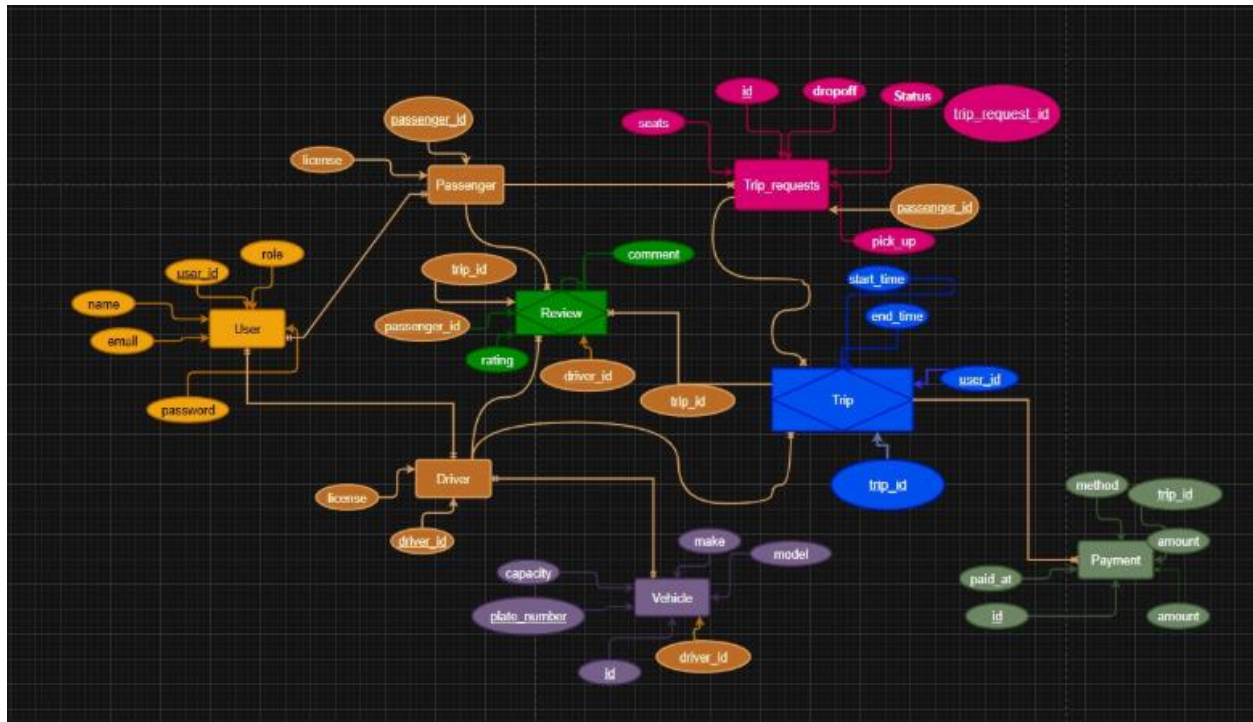 id
dropoff
Status
trip_request_id
seats
passenger_id
license
Passenger
Trip_requests
passenger_id
pick_up
role
user_id
name
User
email
password
comment
trip_id
Review
passenger_id
rating
driver_id
start_time
end_time
user_id
trip_id
Trip
trip_id
Driver
license
driver_id
method
trip_id
amount
Payment
paid_at
id
amount
make
model
capacity
Vehicle
plate_number
driver_id
id